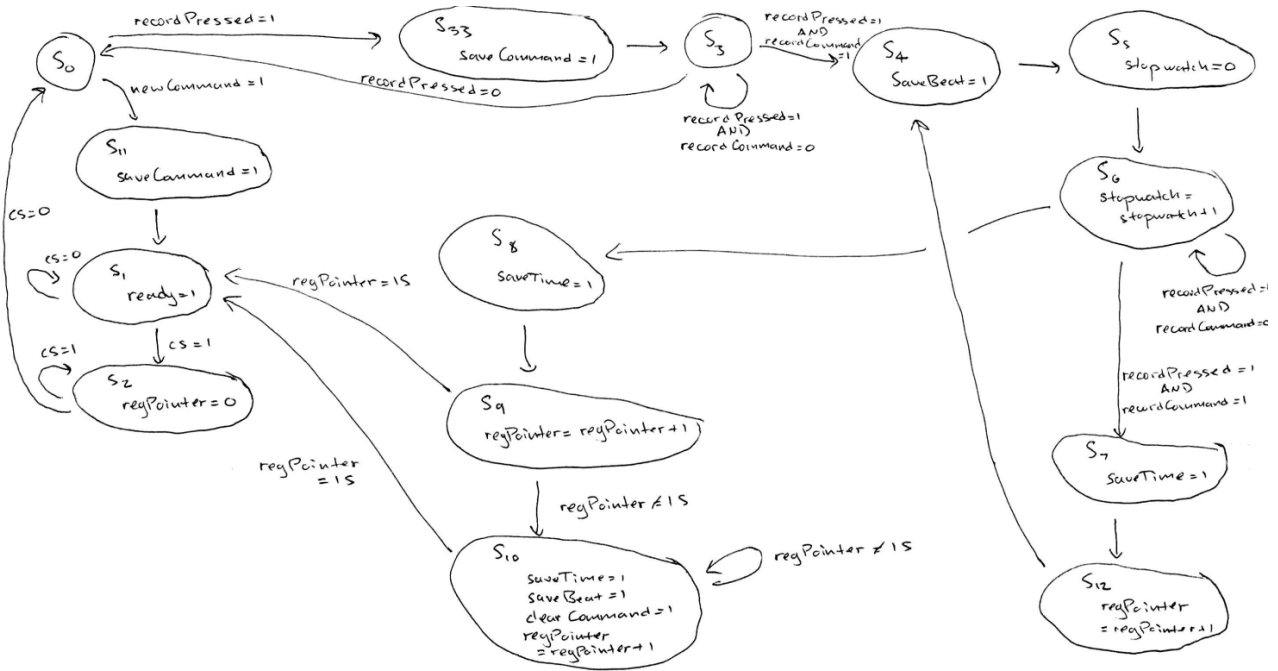 S0
recordPressed=1
S33
saveCommand=1
S3
recordPressed=1
AND
recordCommand
=1
S4
SaveBeat=1
S5
stopwatch=0
recordPressed=0
recordPressed=1
AND
recordCommand=0
newCommand=1
S11
saveCommand=1
cs=0
cs=0
S1
ready=1
cs=1
cs=1
S2
regPointer=0
S6
stopwatch=
stopwatch+1
recordPressed=1
AND
recordCommand=0
S8
saveTime=1
regPointer=15
S9
regPointer=regPointer+1
recordPressed=1
AND
recordCommand=1
S7
saveTime=1
regPointer
=15
regPointer≠15
S10
saveTime=1
saveBeat=1
clearCommand=1
regPointer
=regPointer+1
regPointer≠15
S12
regPointer
=regPointer+1